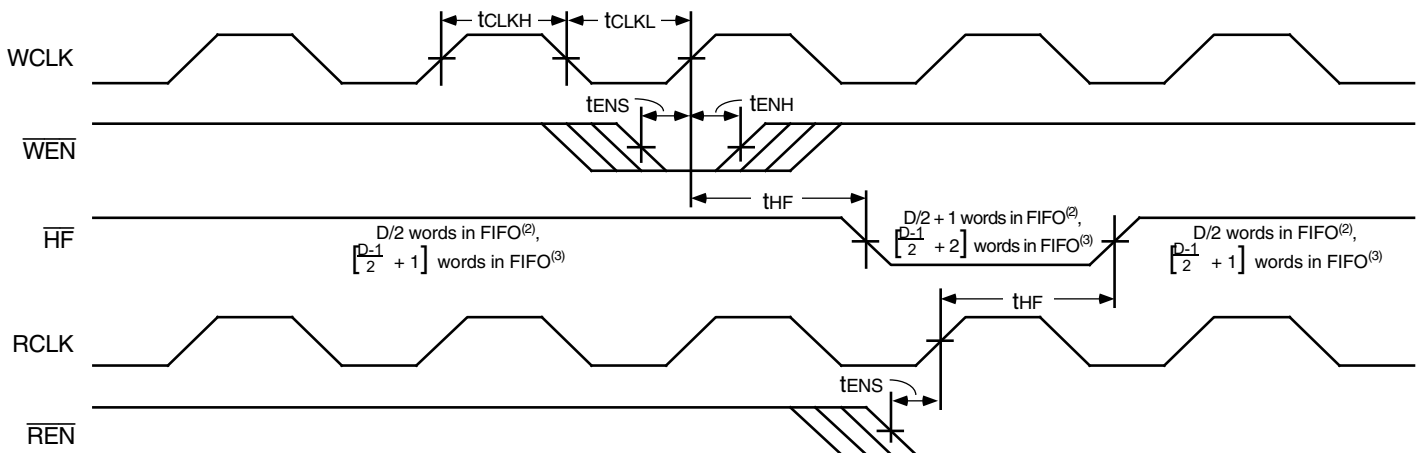 tCLKH tCLKL
WCLK
tENS tENH
WEN
tHF
HF
D/2 words in FIFO(2),
[D-1/2 + 1] words in FIFO(3)
D/2 + 1 words in FIFO(2),
[D-1/2 + 2] words in FIFO(3)
D/2 words in FIFO(2),
[D-1/2 + 1] words in FIFO(3)
tHF
RCLK
tENS
REN